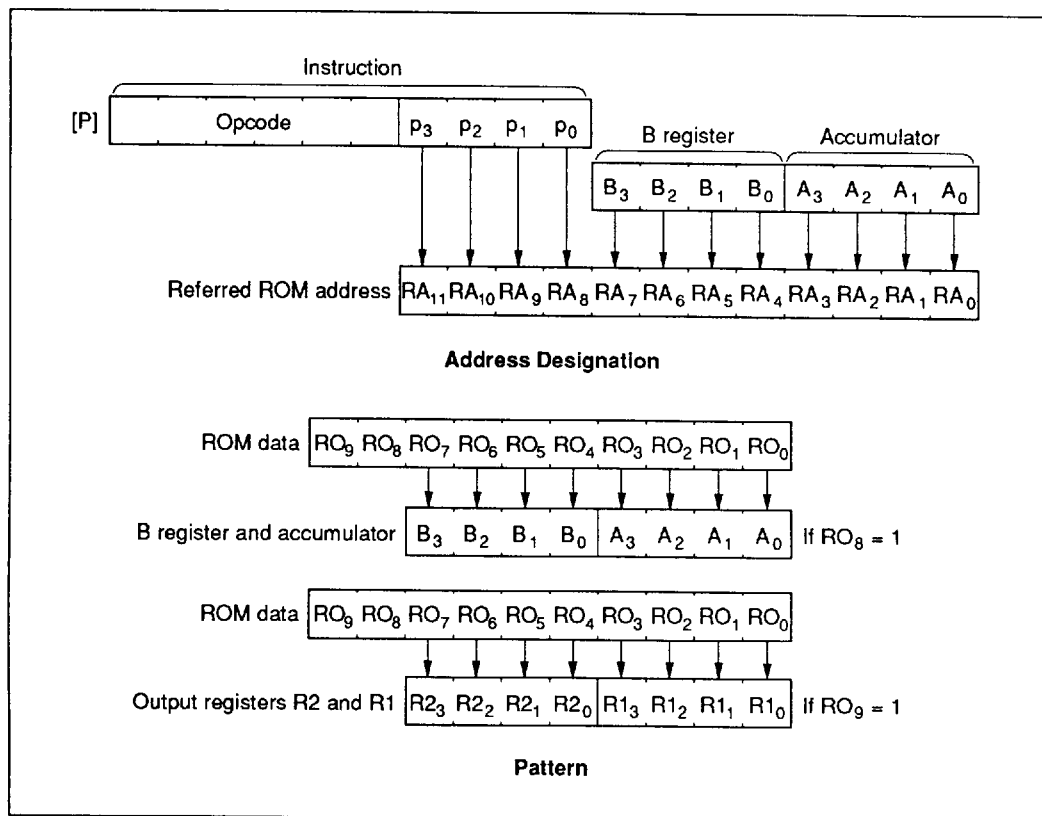 Instruction
[P] Opcode p3 p2 p1 p0
B register Accumulator
B3 B2 B1 B0 A3 A2 A1 A0
Referred ROM address RA11 RA10 RA9 RA8 RA7 RA6 RA5 RA4 RA3 RA2 RA1 RA0
Address Designation
ROM data RO9 RO8 RO7 RO6 RO5 RO4 RO3 RO2 RO1 RO0
B register and accumulator B3 B2 B1 B0 A3 A2 A1 A0 If RO8 = 1
ROM data RO9 RO8 RO7 RO6 RO5 RO4 RO3 RO2 RO1 RO0
Output registers R2 and R1 R23 R22 R21 R20 R13 R12 R11 R10 If RO9 = 1
Pattern